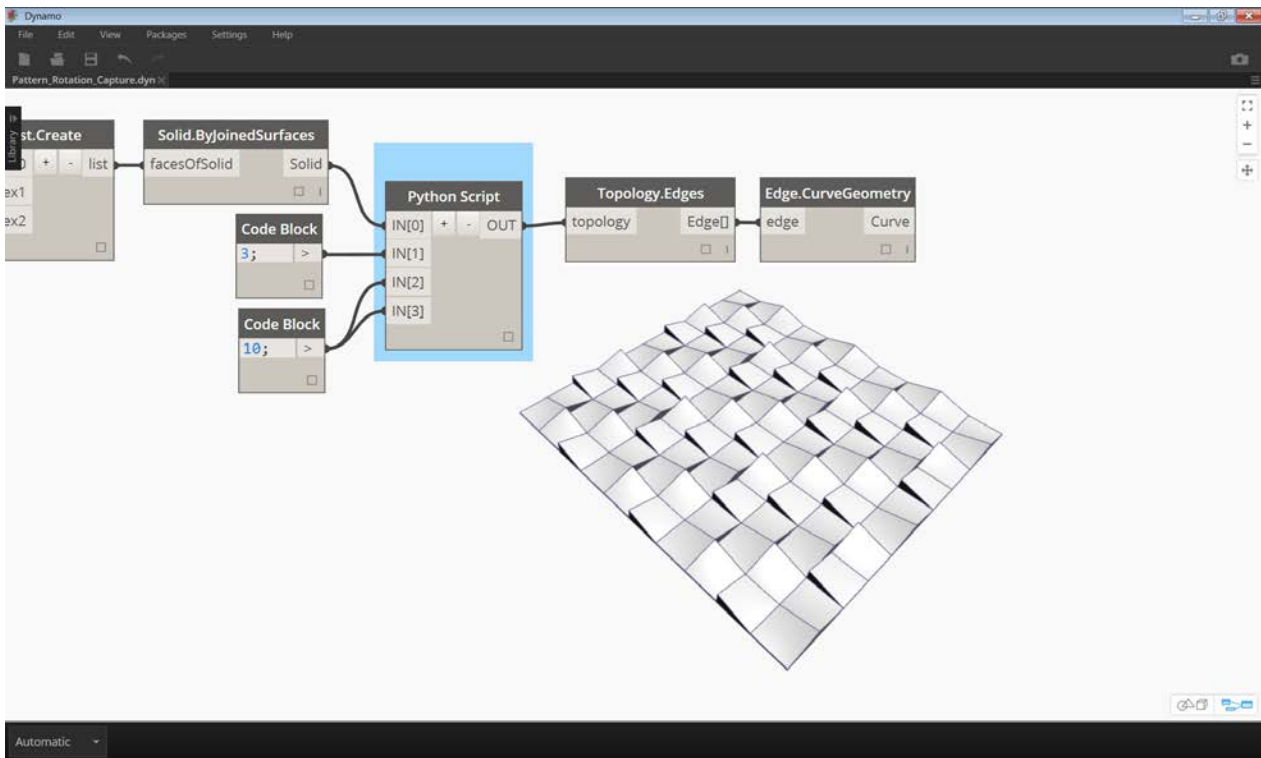 Dynamo
File Edit View Packages Settings Help
Pattern_Rotation_Capture.dyn
Library
st.Create
+ - list
ex1
ex2
Solid.ByJoinedSurfaces
facesOfSolid Solid
Code Block
3; >
Code Block
10; >
Python Script
IN[0] + - OUT
IN[1]
IN[2]
IN[3]
Topology.Edges
topology Edge[]
Edge.CurveGeometry
edge Curve
Automatic